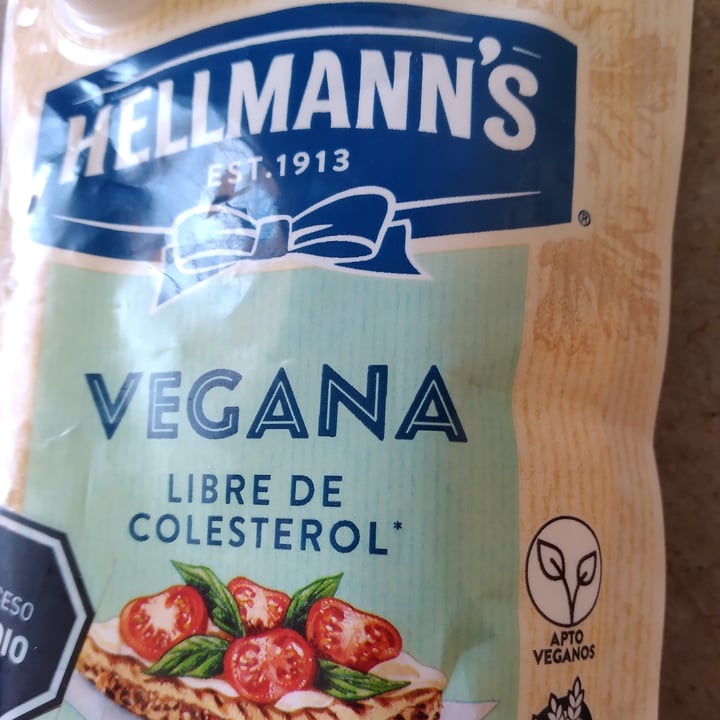 HELLMANN'S
EST. 1913
®
VEGANA
LIBRE DE
COLESTEROL*
APTO
VEGANOS